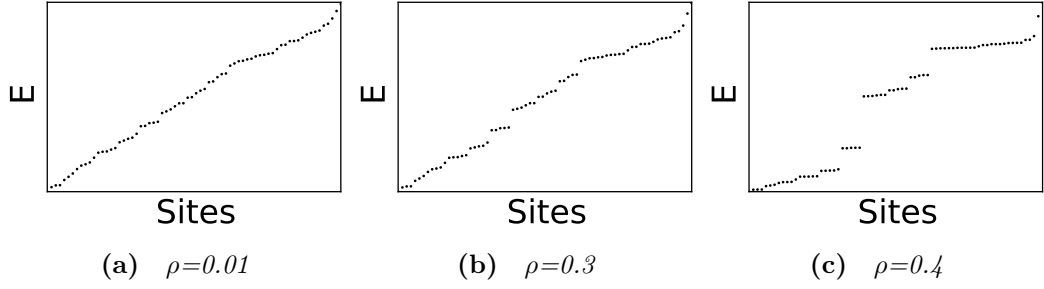 E
Sites
(a) ρ=0.01
E
Sites
(b) ρ=0.3
E
Sites
(c) ρ=0.4